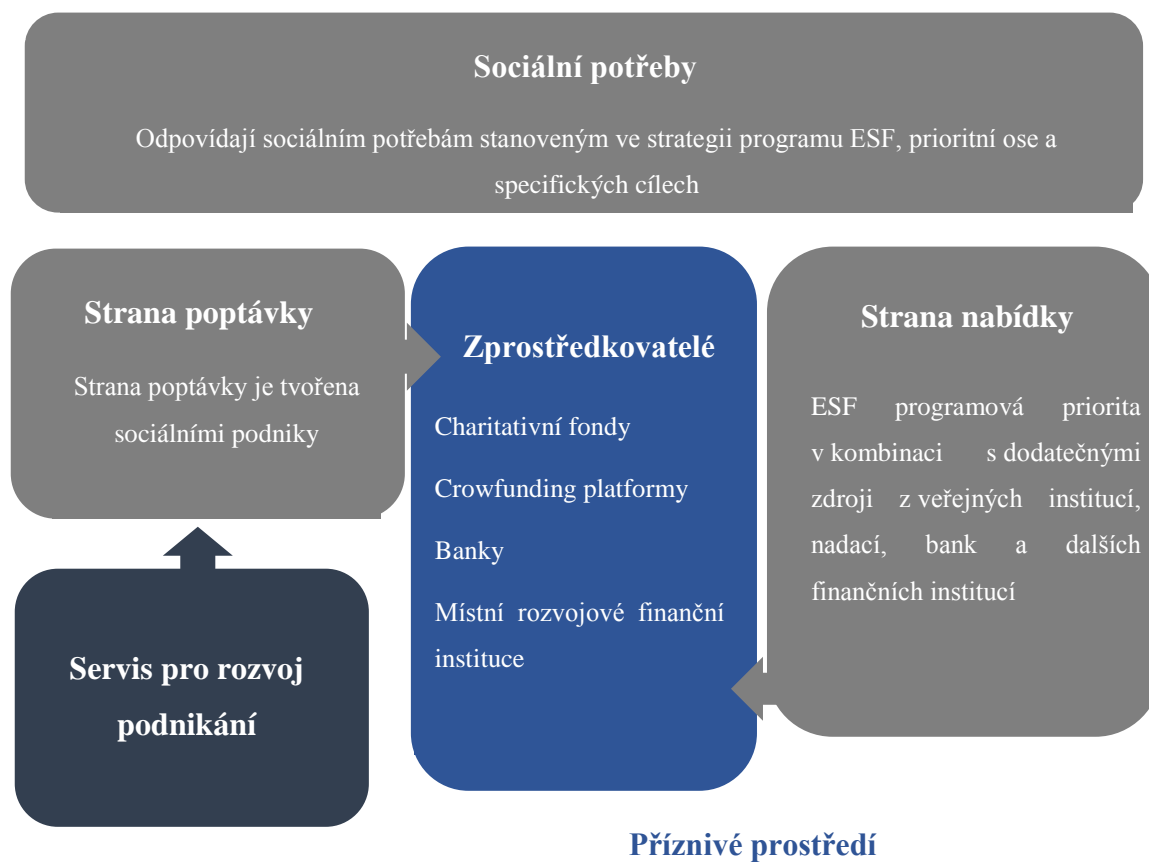 Sociální potřeby
Odpovídají sociálním potřebám stanoveným ve strategii programu ESF, prioritní ose a
specifických cílech
Strana poptávky
Strana poptávky je tvořena
sociálními podniky
Servis pro rozvoj
podnikání
Zprostředkovatelé
Charitativní fondy
Crowfunding platformy
Banky
Místní rozvojové finanční
instituce
Strana nabídky
ESF programová priorita
v kombinaci s dodatečnými
zdroji z veřejných institucí,
nadací, bank a dalších
finančních institucí
Příznivé prostředí